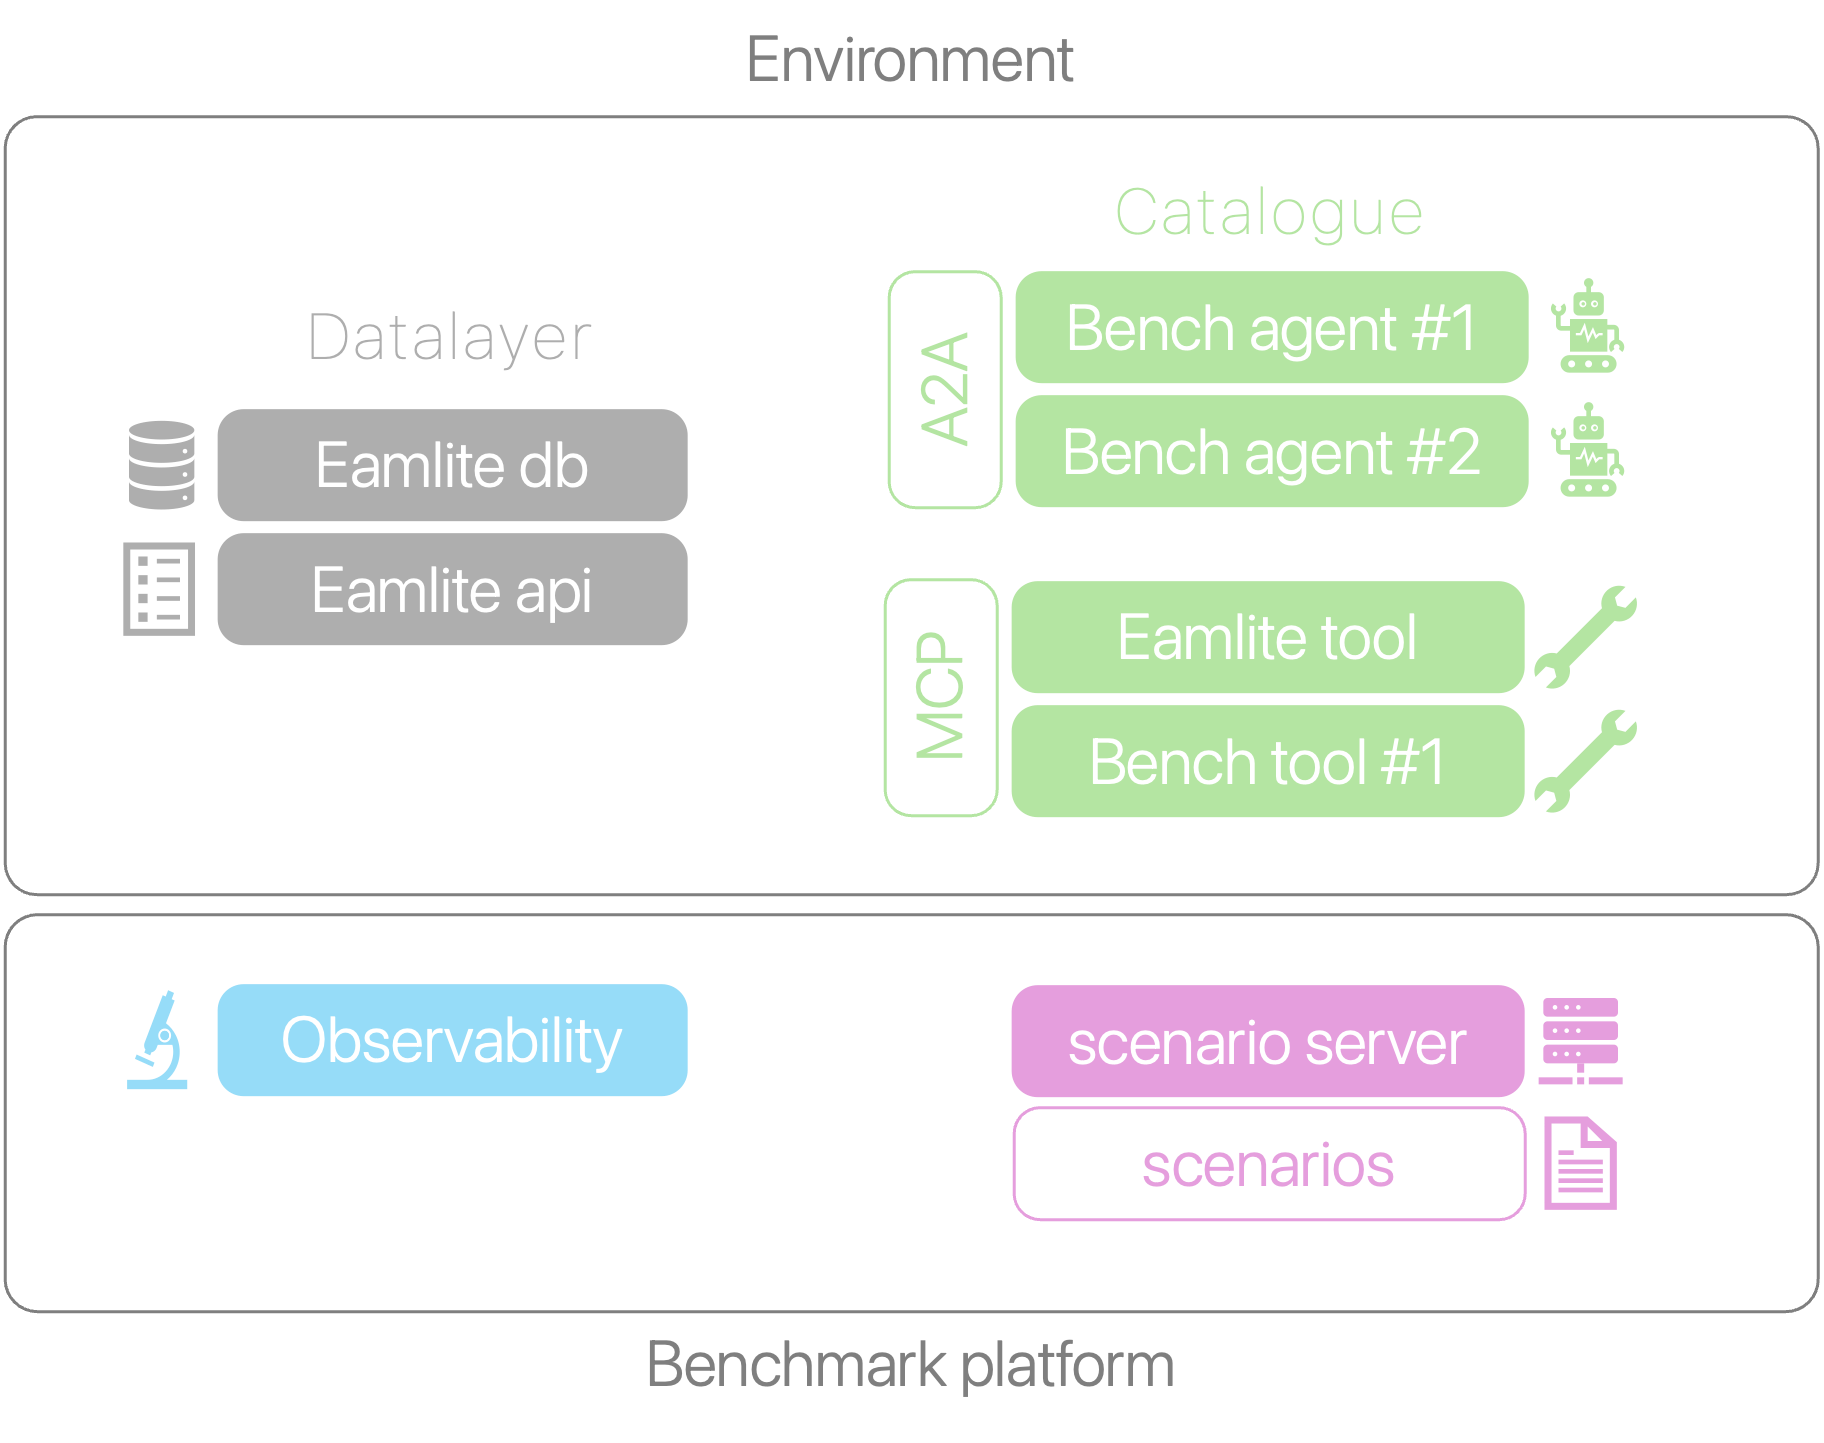 Environment
Datalayer
Eamlite db
Eamlite api
Catalogue
A2A
Bench agent #1
Bench agent #2
MCP
Eamlite tool
Bench tool #1
Observability
scenario server
scenarios
Benchmark platform